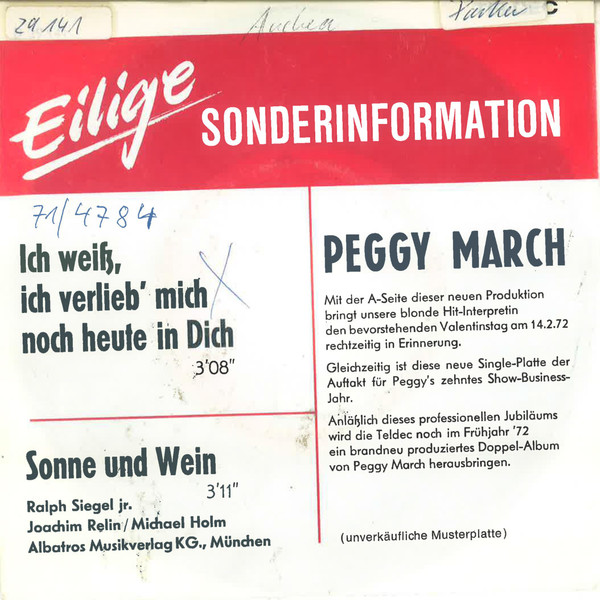 29141
Parker C
Eilige SONDERINFORMATION
71/4784
Ich weiß,
ich verlieb' mich
noch heute in Dich
3'08"
Sonne und Wein
3'11"
Ralph Siegel jr.
Joachim Relin/Michael Holm
Albatros Musikverlag KG., München
PEGGY MARCH
Mit der A-Seite dieser neuen Produktion
bringt unsere blonde Hit-Interpretin
den bevorstehenden Valentinstag am 14.2.72
rechtzeitig in Erinnerung.
Gleichzeitig ist diese neue Single-Platte der
Auftakt für Peggy's zehntes Show-Business-
Jahr.
Anläßlich dieses professionellen Jubiläums
wird die Teldec noch im Frühjahr '72
ein brandneu produziertes Doppel-Album
von Peggy March herausbringen.
(unverkäufliche Musterplatte)